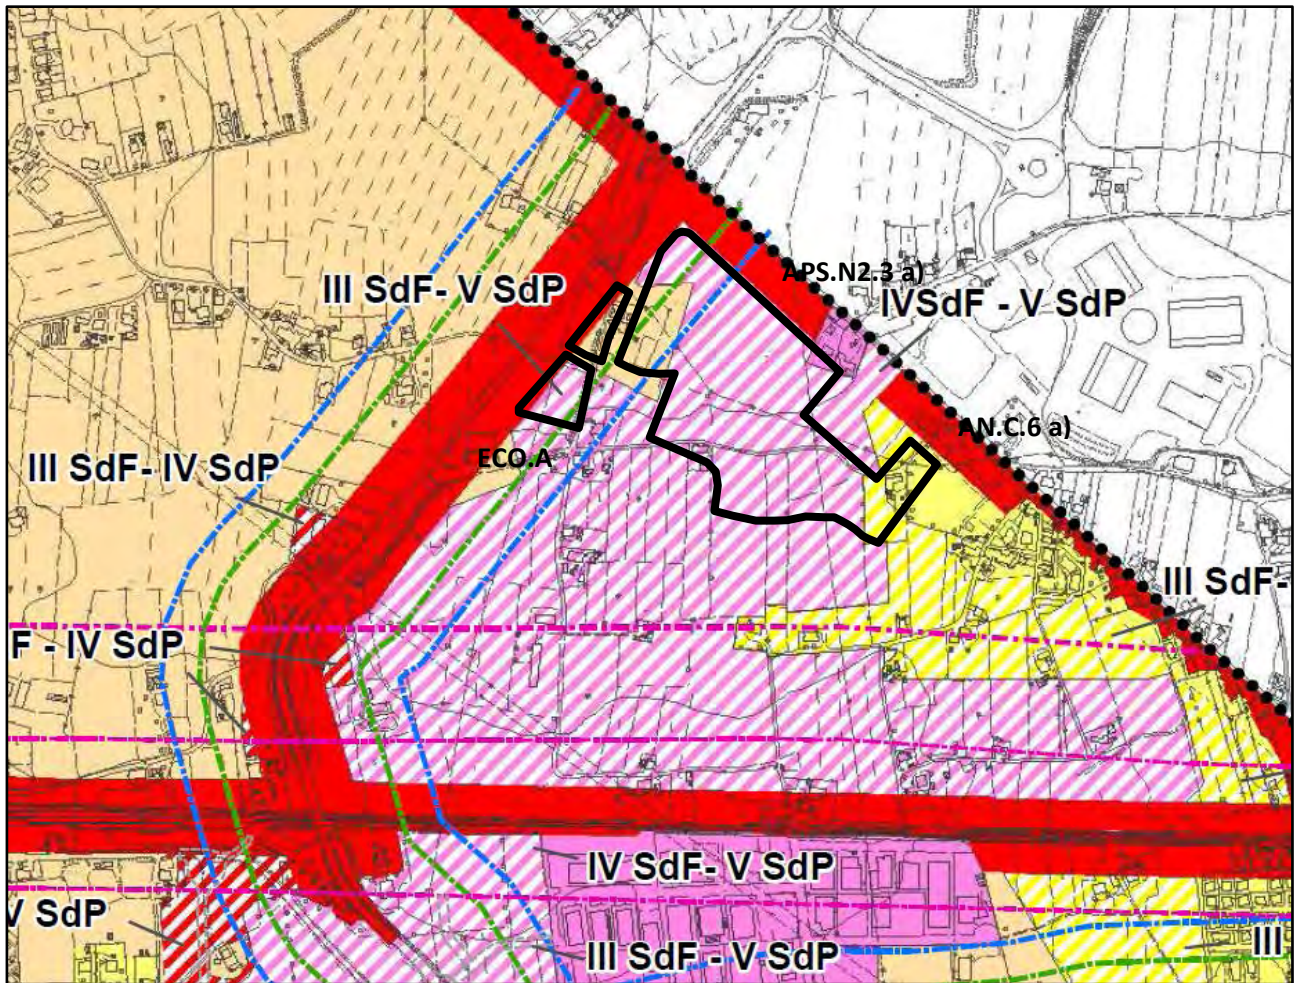 APS.N2.3 a)
III SdF- V SdP
IVSdF - V SdP
AN.C.6 a)
ECO.A
III SdF- IV SdP
III SdF-
F - IV SdP
IV SdF- V SdP
V SdP
III SdF - V SdP
III